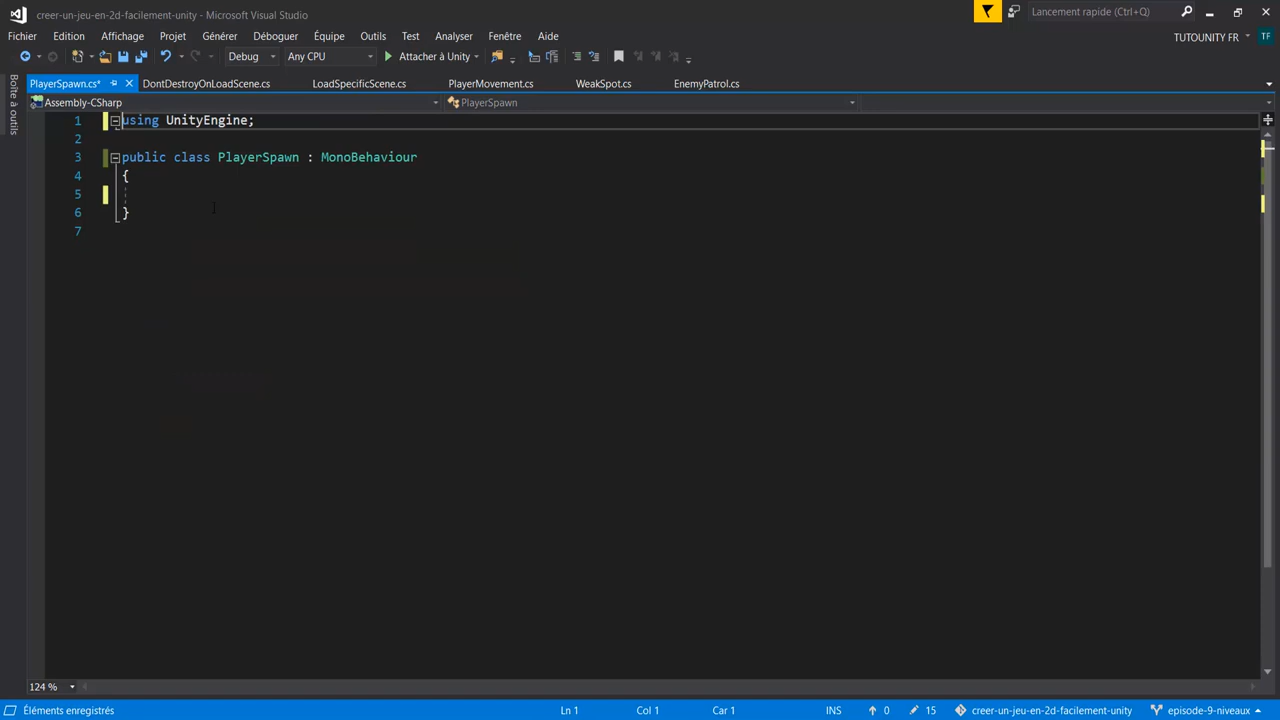 creer-un-jeu-en-2d-facilement-unity - Microsoft Visual Studio
Lancement rapide (Ctrl+Q)
Fichier Edition Affichage Projet Générer Déboguer Équipe Outils Test Analyser Fenêtre Aide
TUTOUNITY FR TF
Debug Any CPU Attacher à Unity
Boîte à outils
PlayerSpawn.cs* DontDestroyOnLoadScene.cs LoadSpecificScene.cs PlayerMovement.cs WeakSpot.cs EnemyPatrol.cs
Assembly-CSharp PlayerSpawn
1 using UnityEngine;
2
3 public class PlayerSpawn : MonoBehaviour
4 {
5
6 }
7
124 %
Éléments enregistrés Ln 1 Col 1 Car 1 INS 0 15 creer-un-jeu-en-2d-facilement-unity episode-9-niveaux